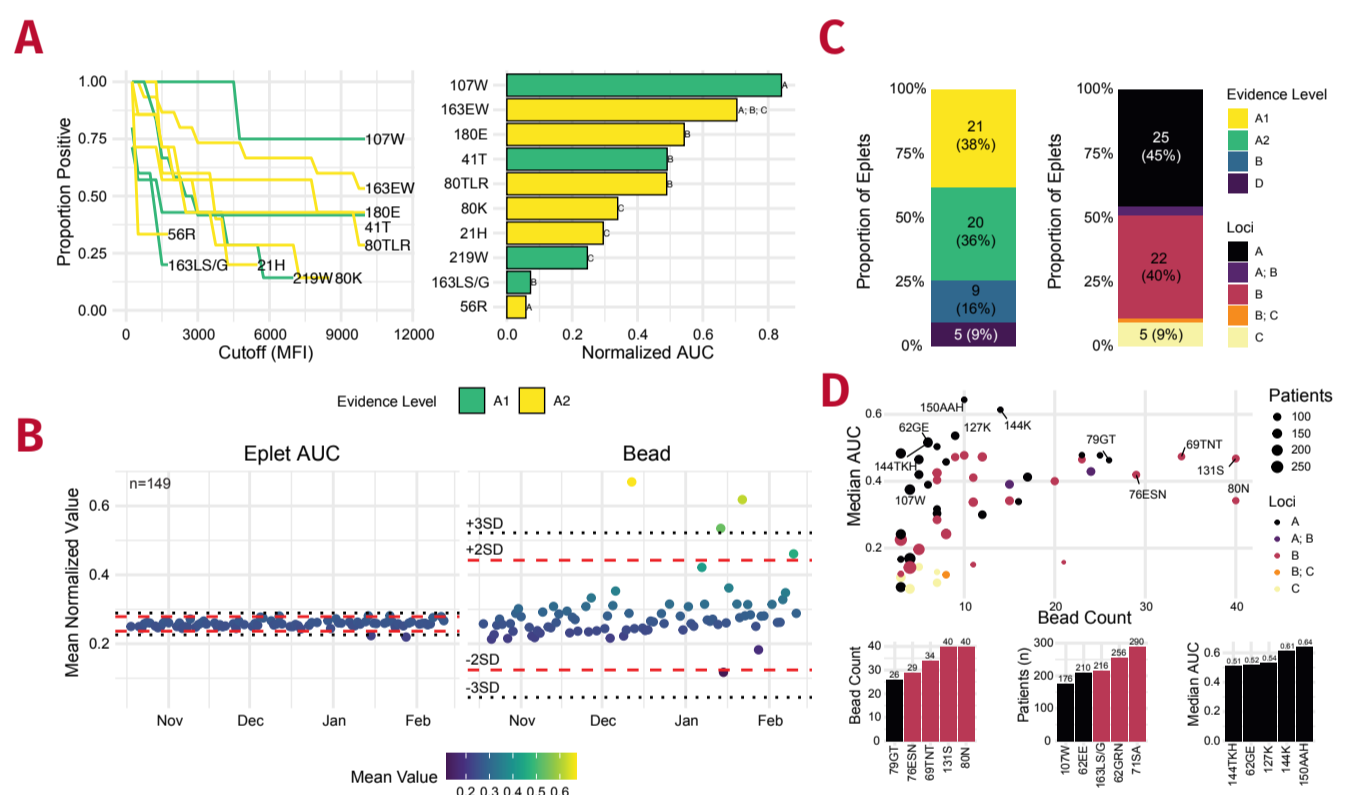 A
1.00
0.75
0.50
0.25
0.00
Proportion Positive
107W
163EW
180E
41T
80TLR
56R
163LS/G
21H
219W
80K
0
3000
6000
9000
12000
Cutoff (MFI)
107W
163EW
180E
41T
80TLR
80K
21H
219W
163LS/G
56R
A
A; B; C
B
B
B
C
C
C
B
A
0.0
0.2
0.4
0.6
0.8
Normalized AUC
Evidence Level
A1
A2
B
Eplet AUC
Bead
n=149
Mean Normalized Value
0.6
0.4
0.2
+3SD
+2SD
-2SD
-3SD
Nov
Dec
Jan
Feb
Nov
Dec
Jan
Feb
Mean Value
0.2 0.3 0.4 0.5 0.6
C
100%
75%
50%
25%
0%
Proportion of Eplets
21
(38%)
20
(36%)
9
(16%)
5 (9%)
100%
75%
50%
25%
0%
Proportion of Eplets
25
(45%)
22
(40%)
5 (9%)
Evidence Level
A1
A2
B
D
Loci
A
A; B
B
B; C
C
D
Median AUC
0.6
0.4
0.2
150AAH
144K
62GE
127K
144TKH
107W
79GT
69TNT
131S
76ESN
80N
10
20
30
40
Bead Count
Patients
100
150
200
250
Loci
A
A; B
B
B; C
C
Bead Count
40
30
20
10
0
26
29
34
40
40
79GT
76ESN
69TNT
131S
80N
Patients (n)
300
200
100
0
176
210
216
256
290
107W
62EE
163LS/G
62GRN
71SA
Median AUC
0.6
0.4
0.2
0.0
0.51
0.52
0.54
0.61
0.64
144TKH
62GE
127K
144K
150AAH